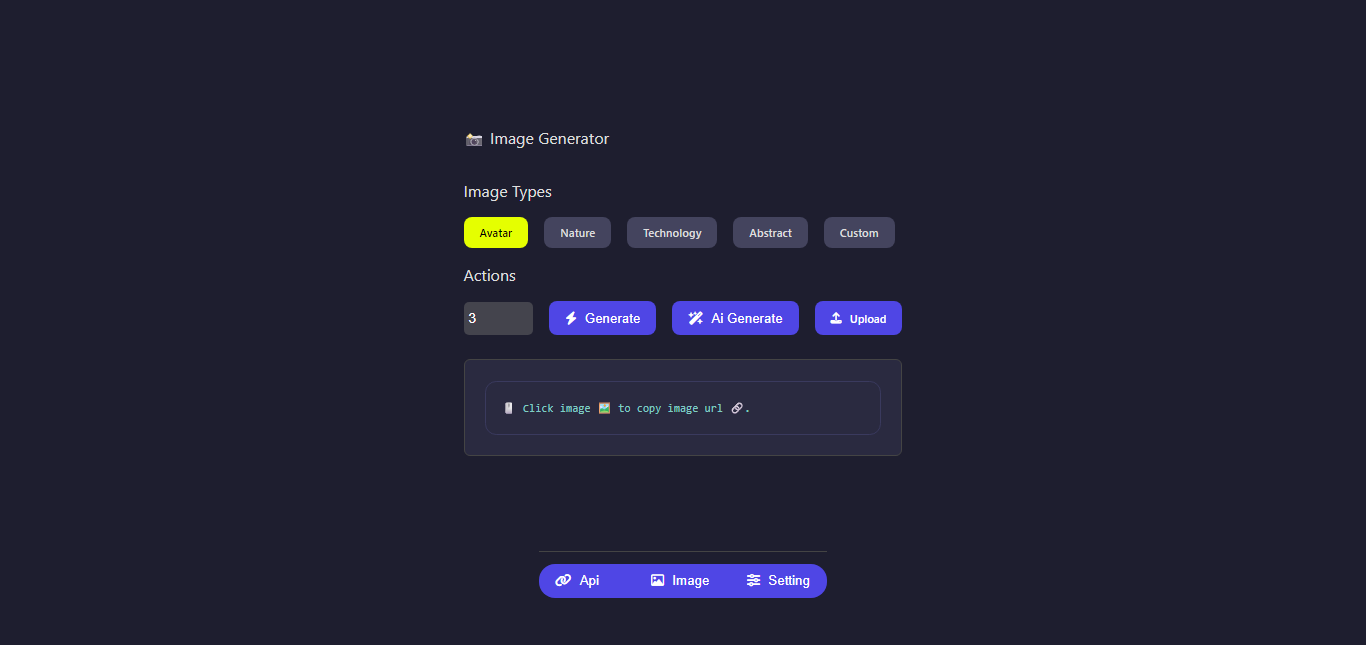 📷 Image Generator
Image Types
Avatar Nature Technology Abstract Custom
Actions
3 Generate Ai Generate Upload
🖱️ Click image 🖼️ to copy image url 🔗.
Api Image Setting